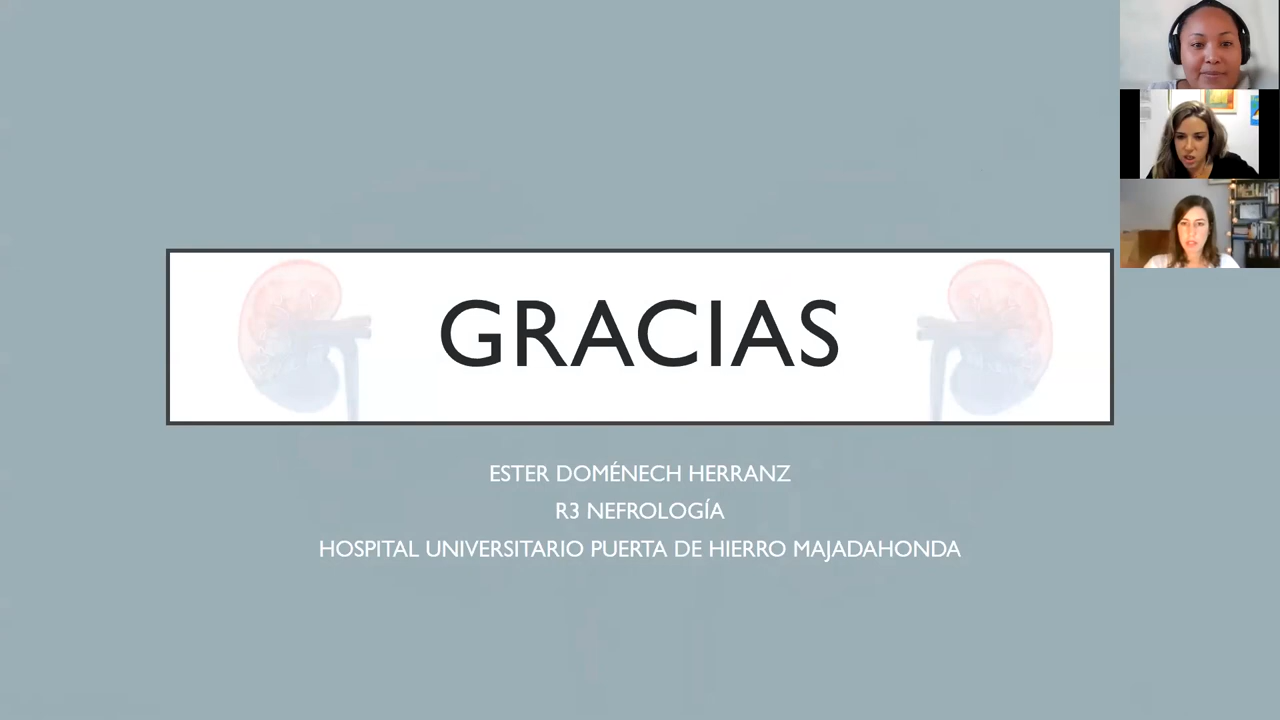 GRACIAS
ESTER DOMÉNECH HERRANZ
R3 NEFROLOGÍA
HOSPITAL UNIVERSITARIO PUERTA DE HIERRO MAJADAHONDA